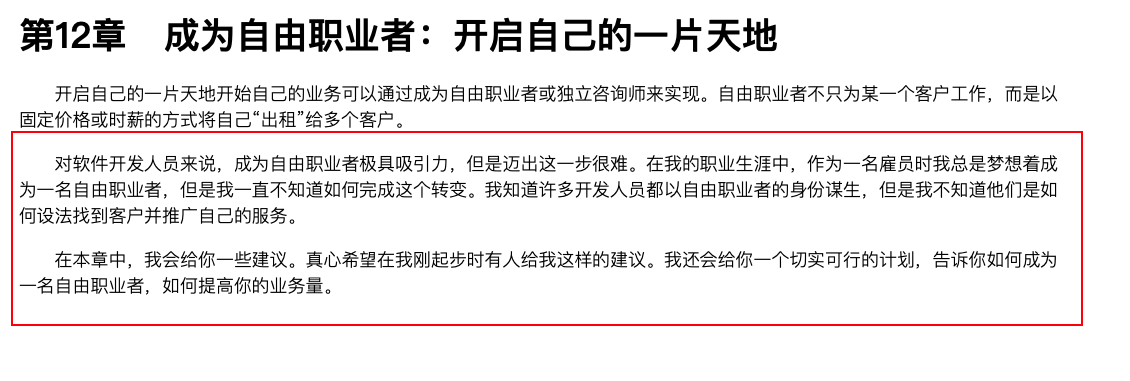 第12章　成为自由职业者：开启自己的一片天地
开启自己的一片天地开始自己的业务可以通过成为自由职业者或独立咨询师来实现。自由职业者不只为某一个客户工作，而是以
固定价格或时薪的方式将自己“出租”给多个客户。
对软件开发人员来说，成为自由职业者极具吸引力，但是迈出这一步很难。在我的职业生涯中，作为一名雇员时我总是梦想着成
为一名自由职业者，但是我一直不知道如何完成这个转变。我知道许多开发人员都以自由职业者的身份谋生，但是我不知道他们是如
何设法找到客户并推广自己的服务。
在本章中，我会给你一些建议。真心希望在我刚起步时有人给我这样的建议。我还会给你一个切实可行的计划，告诉你如何成为
一名自由职业者，如何提高你的业务量。